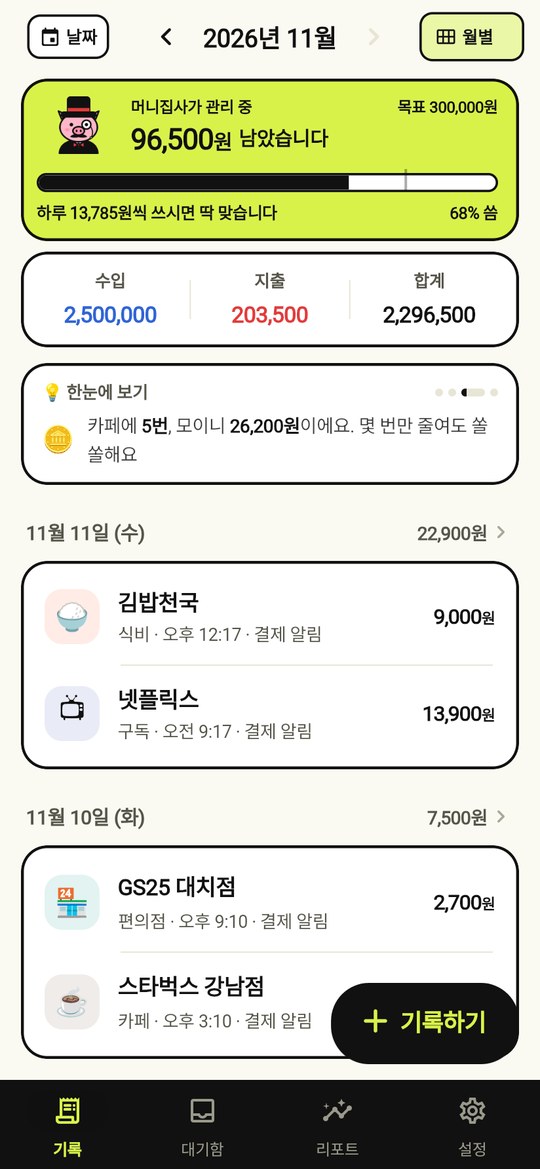 날짜
2026년 11월
월별
머니집사가 관리 중
목표 300,000원
96,500원 남았습니다
하루 13,785원씩 쓰시면 딱 맞습니다
68% 씀
수입
지출
합계
2,500,000
203,500
2,296,500
💡 한눈에 보기
카페에 5번, 모이니 26,200원이에요. 몇 번만 줄여도 쏠
쏠해요
11월 11일 (수)
22,900원
김밥천국
9,000원
식비 · 오후 12:17 · 결제 알림
넷플릭스
13,900원
구독 · 오전 9:17 · 결제 알림
11월 10일 (화)
7,500원
24
GS25 대치점
2,700원
편의점 · 오후 9:10 · 결제 알림
스타벅스 강남점
카페 · 오후 3:10 · 결제 알림
+ 기록하기
기록
대기함
리포트
설정